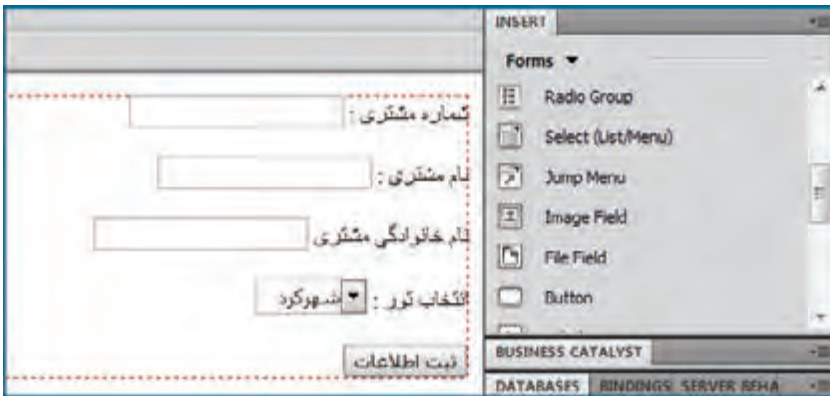 شماره مشتری :
نام مشتری :
نام خانوادگی مشتری
انتخاب تور : شهرکرد
ثبت اطلاعات
INSERT
Forms
Radio Group
Select (List/Menu)
Jump Menu
Image Field
File Field
Button
BUSINESS CATALYST
DATABASES BINDINGS SERVER BEHA